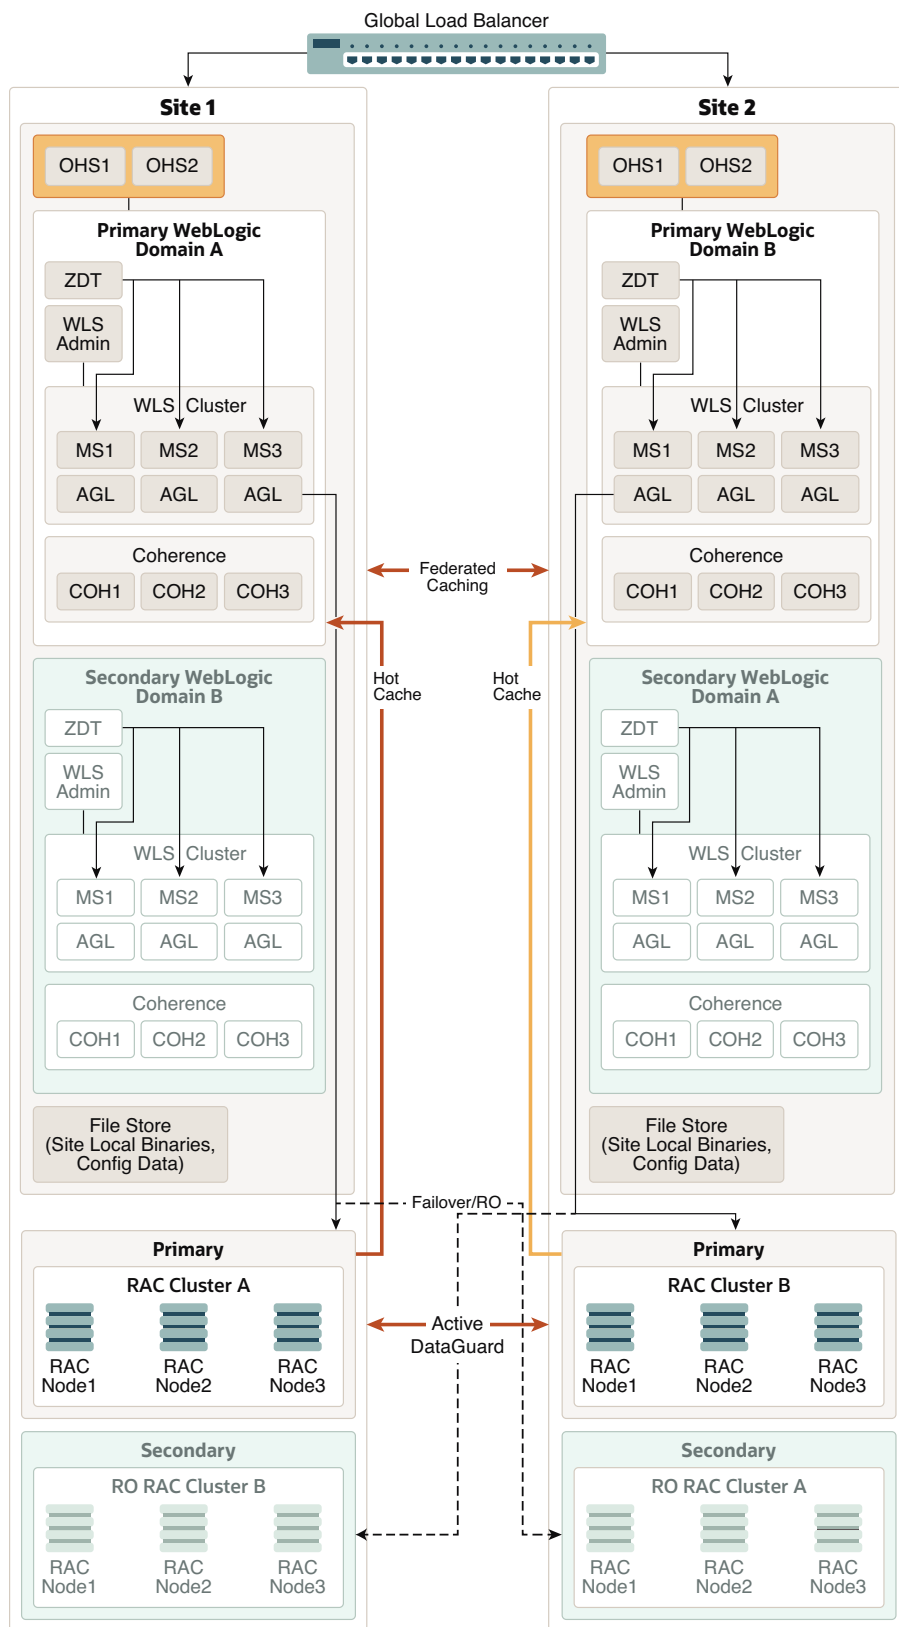 Global Load Balancer
Site 1
OHS1 OHS2
Primary WebLogic
Domain A
ZDT
WLS
Admin
WLS Cluster
MS1 MS2 MS3
AGL AGL AGL
Coherence
COH1 COH2 COH3
Secondary WebLogic
Domain B
ZDT
WLS
Admin
WLS Cluster
MS1 MS2 MS3
AGL AGL AGL
Coherence
COH1 COH2 COH3
File Store
(Site Local Binaries,
Config Data)
Primary
RAC Cluster A
RAC RAC RAC
Node1 Node2 Node3
Secondary
RO RAC Cluster B
RAC RAC RAC
Node1 Node2 Node3
Federated
Caching
Hot
Cache
Hot
Cache
Failover/RO
Active
DataGuard
Site 2
OHS1 OHS2
Primary WebLogic
Domain B
ZDT
WLS
Admin
WLS Cluster
MS1 MS2 MS3
AGL AGL AGL
Coherence
COH1 COH2 COH3
Secondary WebLogic
Domain A
ZDT
WLS
Admin
WLS Cluster
MS1 MS2 MS3
AGL AGL AGL
Coherence
COH1 COH2 COH3
File Store
(Site Local Binaries,
Config Data)
Primary
RAC Cluster B
RAC RAC RAC
Node1 Node2 Node3
Secondary
RO RAC Cluster A
RAC RAC RAC
Node1 Node2 Node3